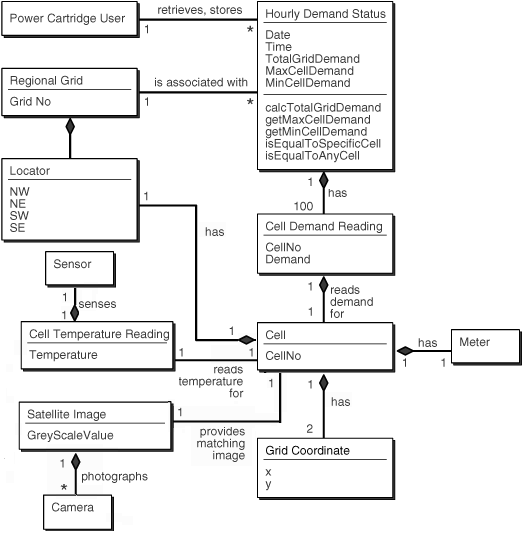 Power Cartridge User
retrieves, stores
1
*
Hourly Demand Status
Date
Time
TotalGridDemand
MaxCellDemand
MinCellDemand
calcTotalGridDemand
getMaxCellDemand
getMinCellDemand
isEqualToSpecificCell
isEqualToAnyCell
Regional Grid
Grid No
is associated with
1
*
Locator
NW
NE
SW
SE
1
has
1
1
has
100
Cell Demand Reading
CellNo
Demand
1
reads
demand
for
1
Sensor
1
senses
1
Cell Temperature Reading
Temperature
1
1
reads
temperature
for
Cell
CellNo
1
has
1
Meter
Satellite Image
GreyScaleValue
1
1
provides
matching
image
1
has
2
Grid Coordinate
x
y
1
photographs
*
Camera